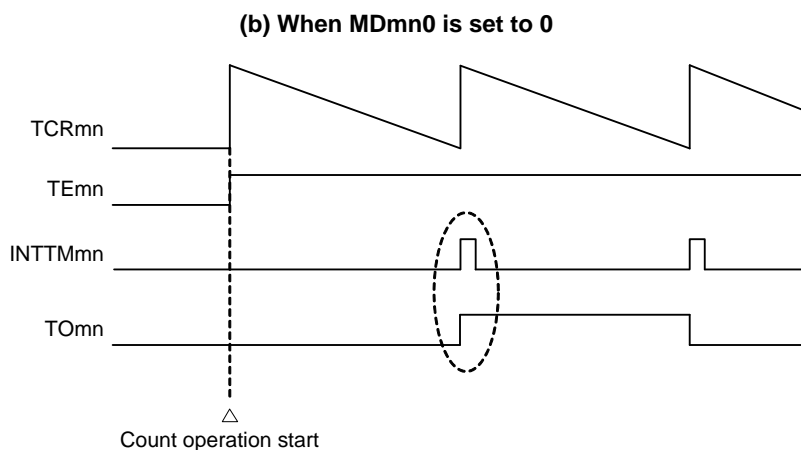 (b) When MDmn0 is set to 0
TCRmn
TEmn
INTTMmn
TOmn
Count operation start